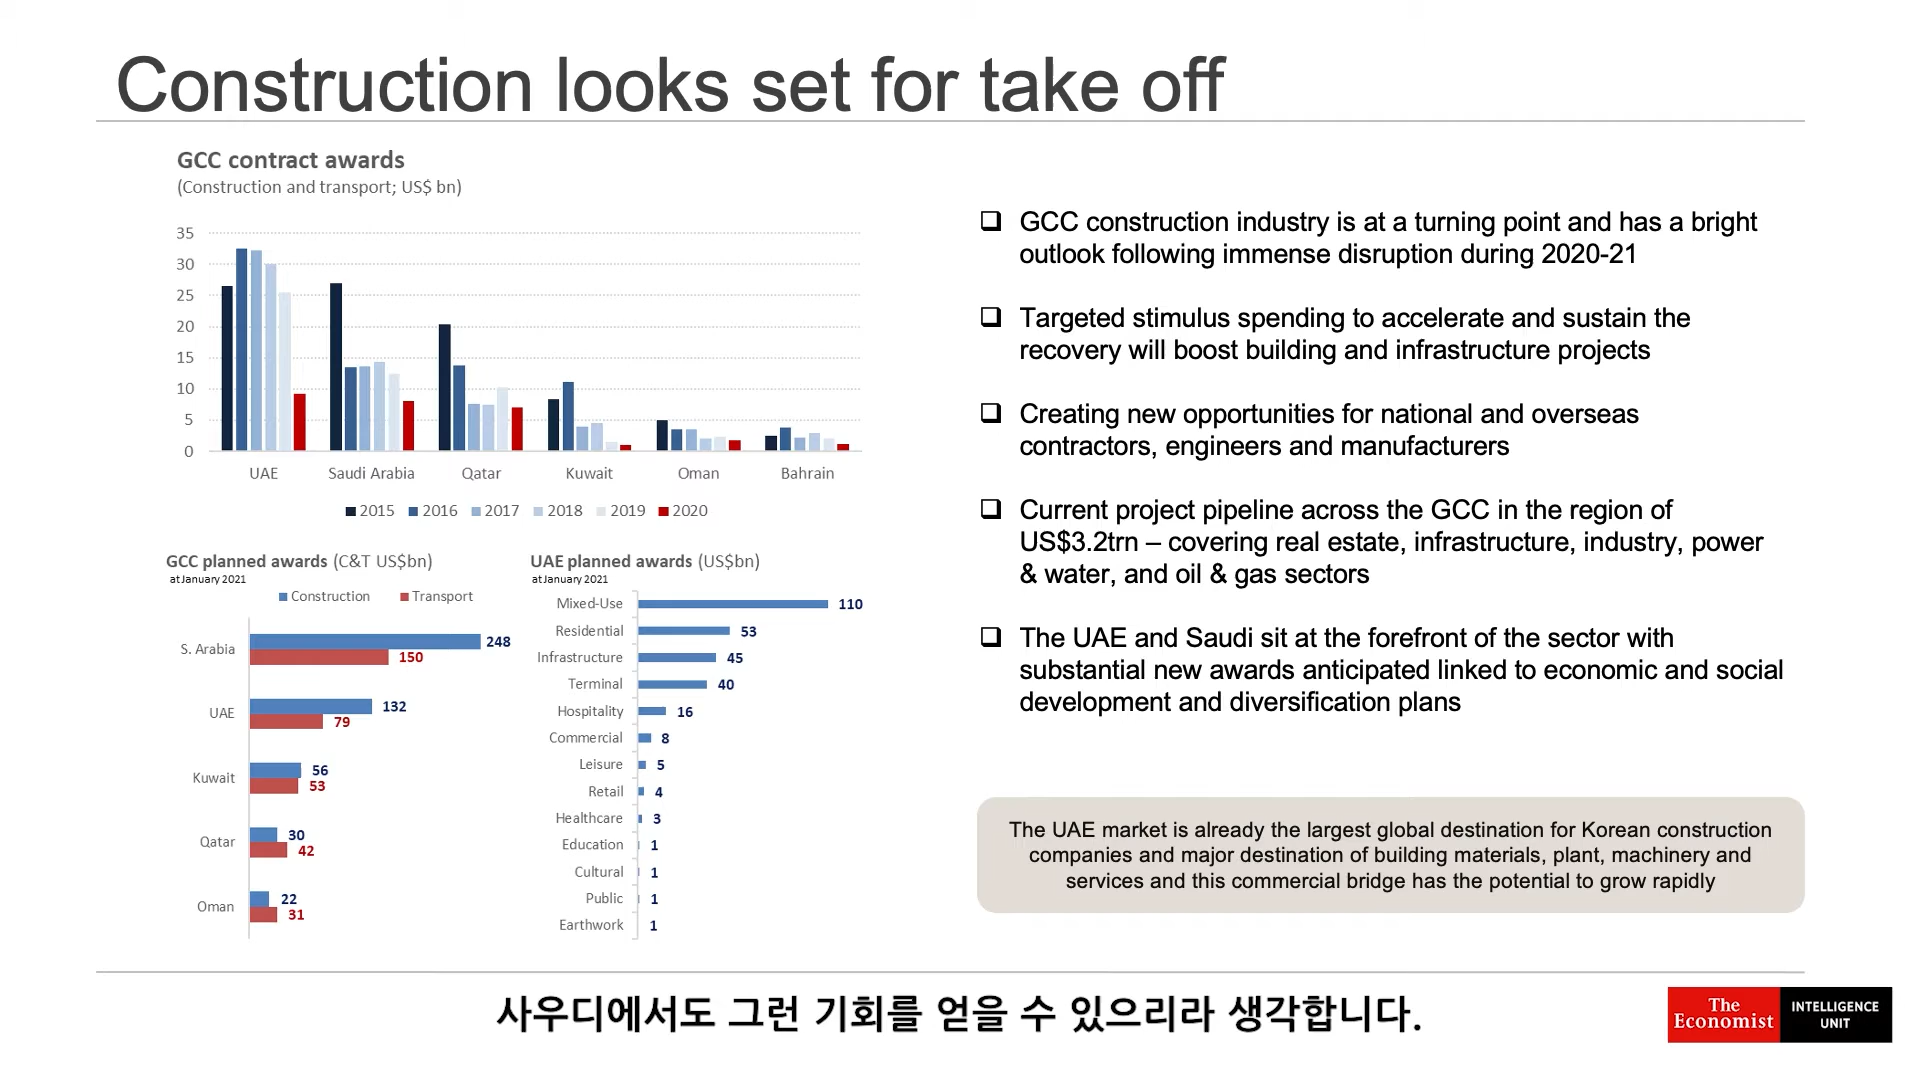 Construction looks set for take off
GCC contract awards
(Construction and transport; US$ bn)
35
30
25
20
15
10
5
0
UAE Saudi Arabia Qatar Kuwait Oman Bahrain
2015 2016 2017 2018 2019 2020
GCC planned awards (C&T US$bn)
at January 2021
Construction Transport
S. Arabia 248
150
UAE 132
79
Kuwait 56
53
Qatar 30
42
Oman 22
31
UAE planned awards (US$bn)
at January 2021
Mixed-Use 110
Residential 53
Infrastructure 45
Terminal 40
Hospitality 16
Commercial 8
Leisure 5
Retail 4
Healthcare 3
Education 1
Cultural 1
Public 1
Earthwork 1
GCC construction industry is at a turning point and has a bright
outlook following immense disruption during 2020-21
Targeted stimulus spending to accelerate and sustain the
recovery will boost building and infrastructure projects
Creating new opportunities for national and overseas
contractors, engineers and manufacturers
Current project pipeline across the GCC in the region of
US$3.2trn – covering real estate, infrastructure, industry, power
& water, and oil & gas sectors
The UAE and Saudi sit at the forefront of the sector with
substantial new awards anticipated linked to economic and social
development and diversification plans
The UAE market is already the largest global destination for Korean construction
companies and major destination of building materials, plant, machinery and
services and this commercial bridge has the potential to grow rapidly
사우디에서도 그런 기회를 얻을 수 있으리라 생각합니다.
The
Economist
INTELLIGENCE
UNIT